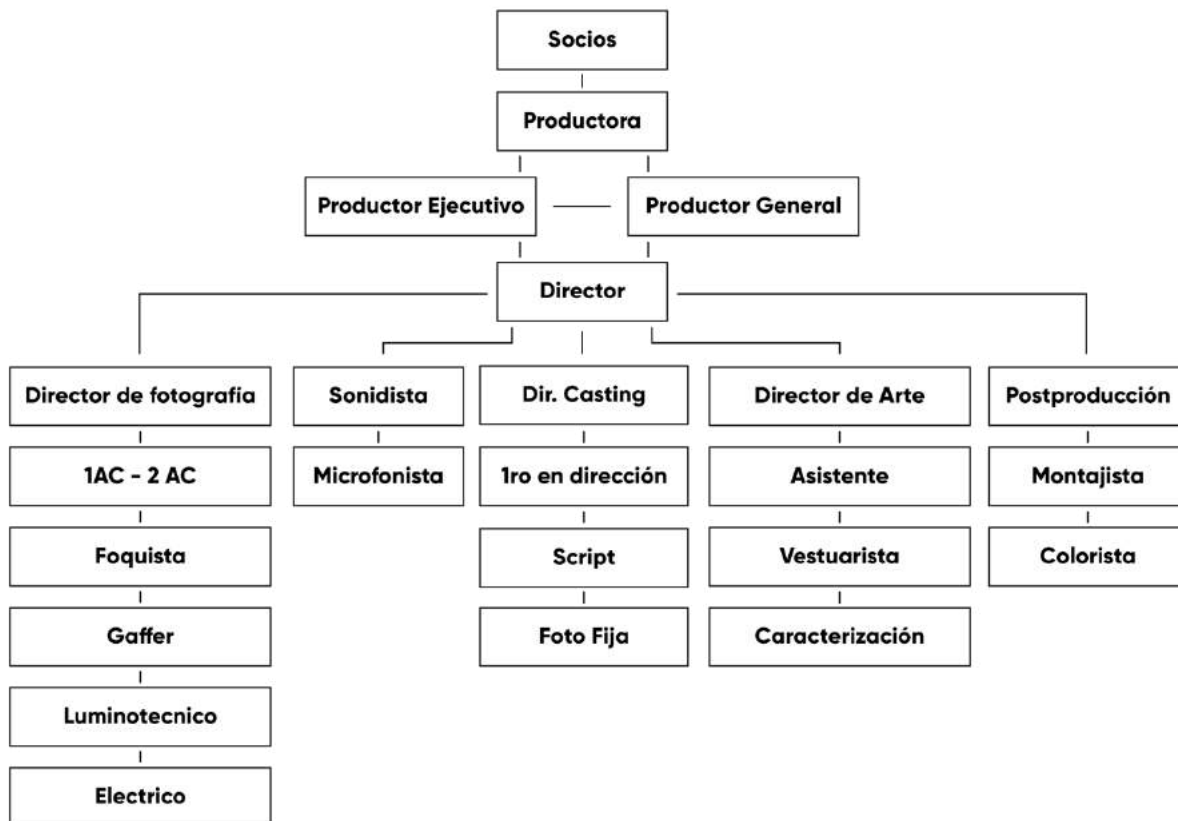 Socios
Productora
Productor Ejecutivo
Productor General
Director
Director de fotografía
Sonidista
Dir. Casting
Director de Arte
Postproducción
1AC - 2 AC
Microfonista
1ro en dirección
Asistente
Montajista
Foquista
Script
Vestuarista
Colorista
Gaffer
Foto Fija
Caracterización
Luminotecnico
Electrico